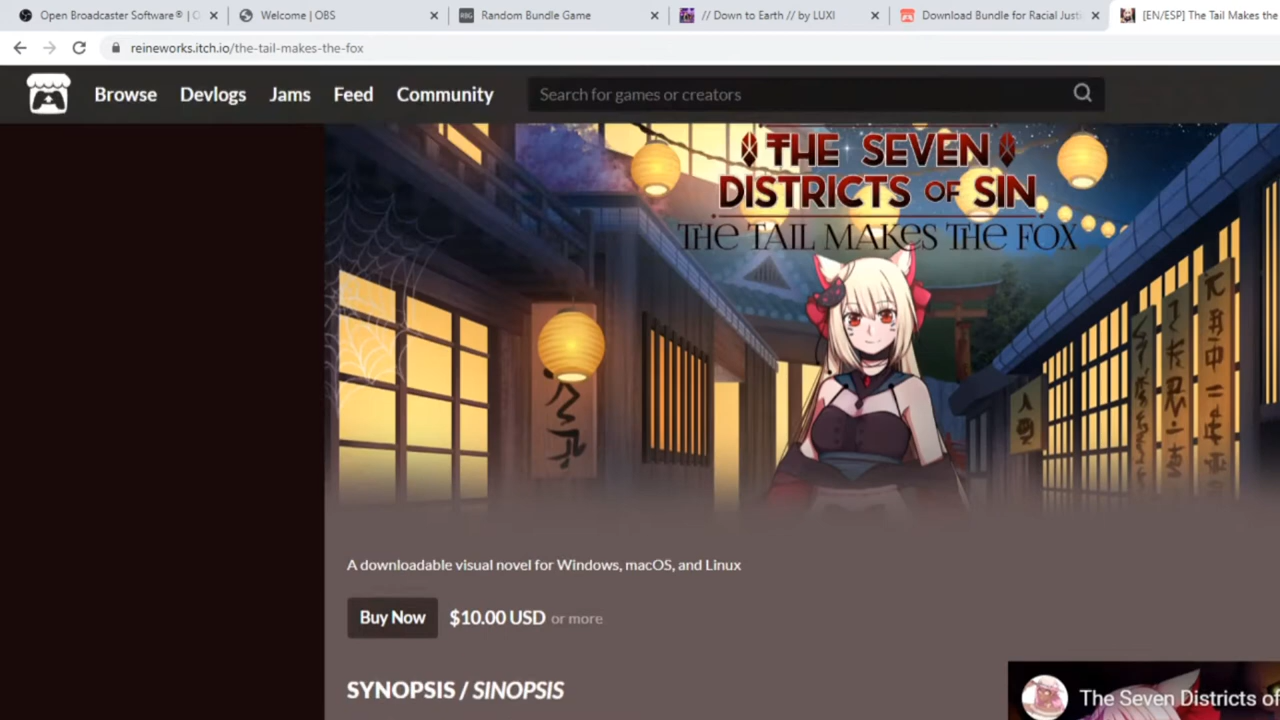 Open Broadcaster Software® | O
Welcome | OBS
RBG
Random Bundle Game
// Down to Earth // by LUXI
Download Bundle for Racial Justi
[EN/ESP] The Tail Makes the
reineworks.itch.io/the-tail-makes-the-fox
Browse
Devlogs
Jams
Feed
Community
Search for games or creators
THE SEVEN
DISTRICTS OF SIN
THE TAIL MAKES THE FOX
A downloadable visual novel for Windows, macOS, and Linux
Buy Now
$10.00 USD or more
SYNOPSIS / SINOPSIS
The Seven Districts of